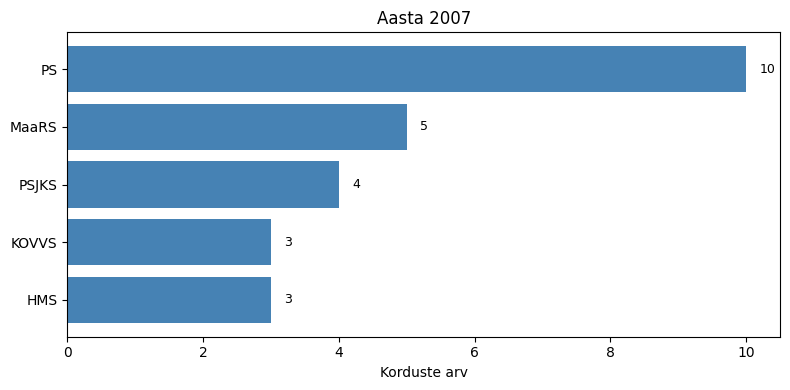 Aasta 2007
PS 10
MaaRS 5
PSJKS 4
KOVVS 3
HMS 3
0 2 4 6 8 10
Korduste arv